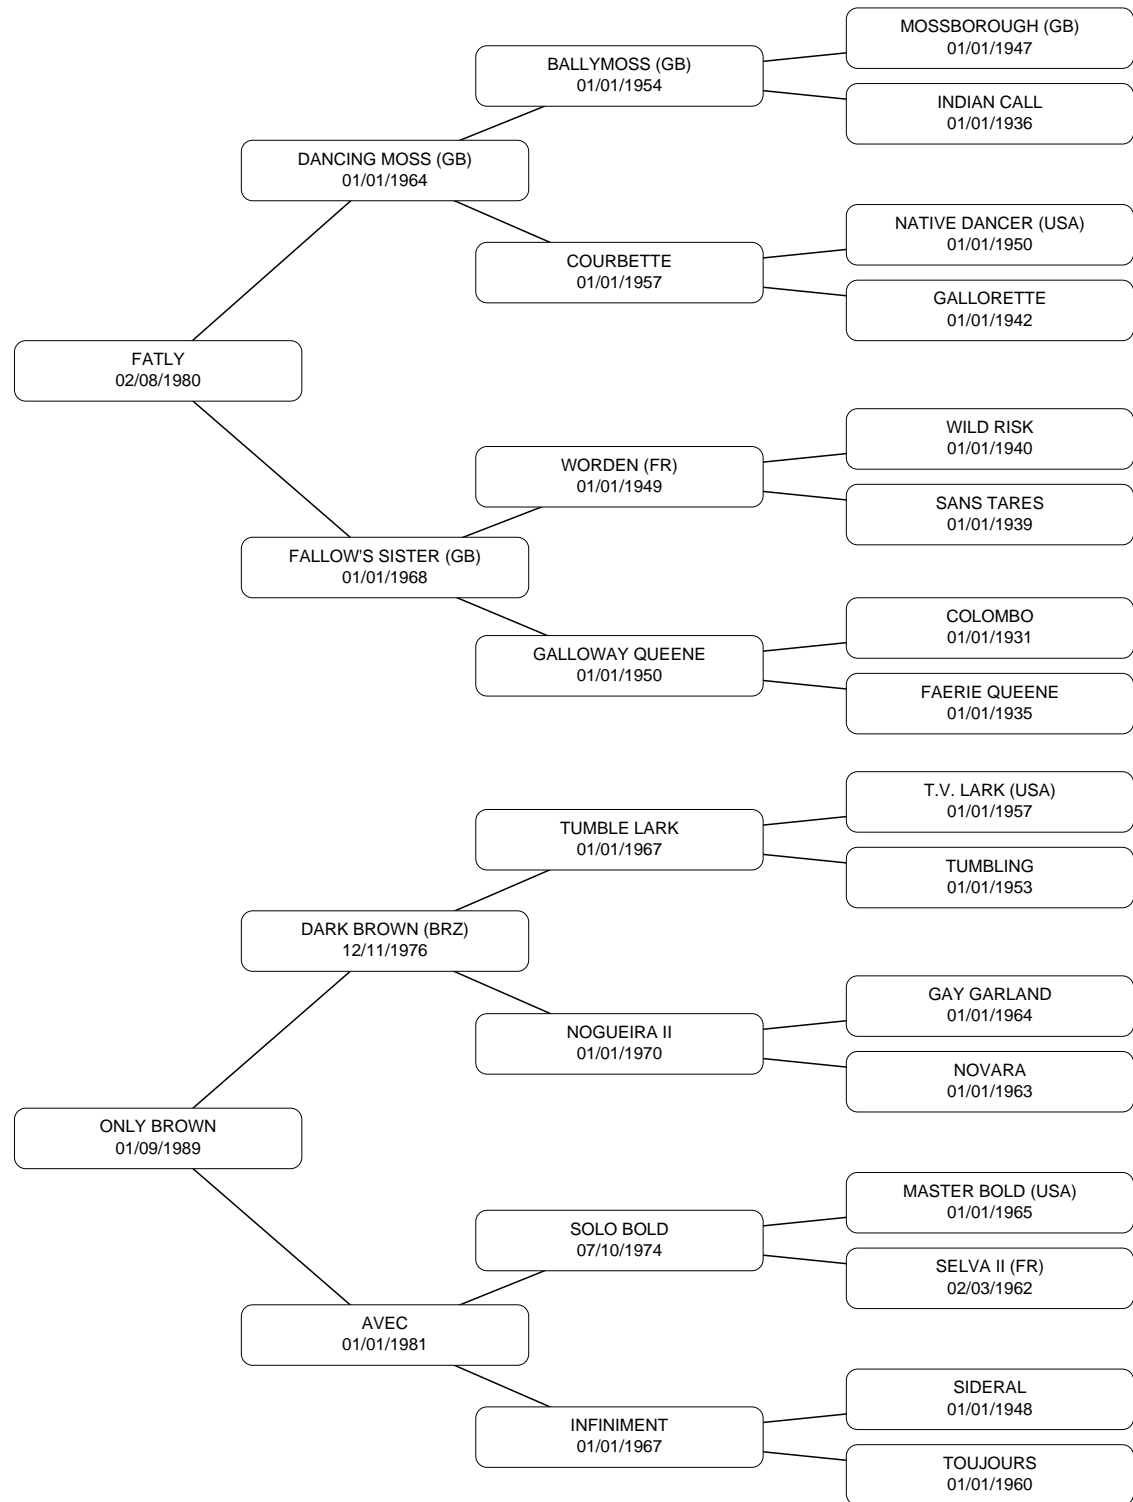 MOSSBOROUGH (GB)
01/01/1947
BALLYMOSS (GB)
01/01/1954
INDIAN CALL
01/01/1936
DANCING MOSS (GB)
01/01/1964
NATIVE DANCER (USA)
01/01/1950
COURBETTE
01/01/1957
GALLORETTE
01/01/1942
FATLY
02/08/1980
WILD RISK
01/01/1940
WORDEN (FR)
01/01/1949
SANS TARES
01/01/1939
FALLOW'S SISTER (GB)
01/01/1968
COLOMBO
01/01/1931
GALLOWAY QUEENE
01/01/1950
FAERIE QUEENE
01/01/1935
T.V. LARK (USA)
01/01/1957
TUMBLE LARK
01/01/1967
TUMBLING
01/01/1953
DARK BROWN (BRZ)
12/11/1976
GAY GARLAND
01/01/1964
NOGUEIRA II
01/01/1970
NOVARA
01/01/1963
ONLY BROWN
01/09/1989
MASTER BOLD (USA)
01/01/1965
SOLO BOLD
07/10/1974
SELVA II (FR)
02/03/1962
AVEC
01/01/1981
SIDERAL
01/01/1948
INFINIMENT
01/01/1967
TOUJOURS
01/01/1960